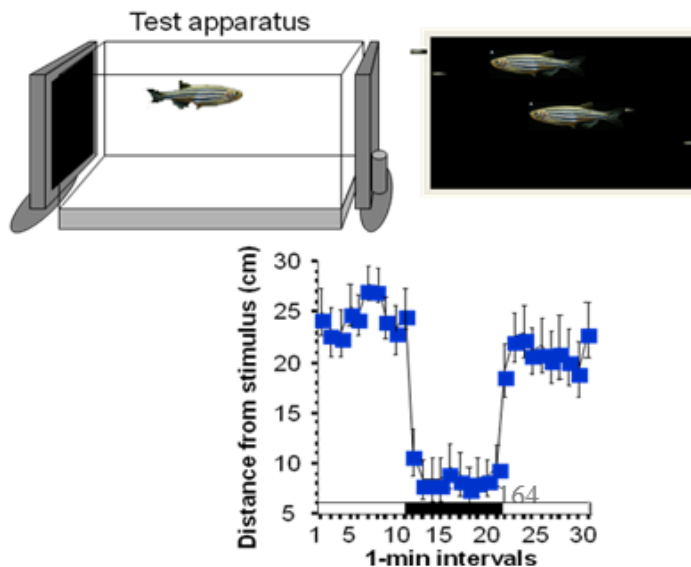 Test apparatus
Distance from stimulus (cm)
30
25
20
15
10
5
164
1 5 10 15 20 25 30
1-min intervals